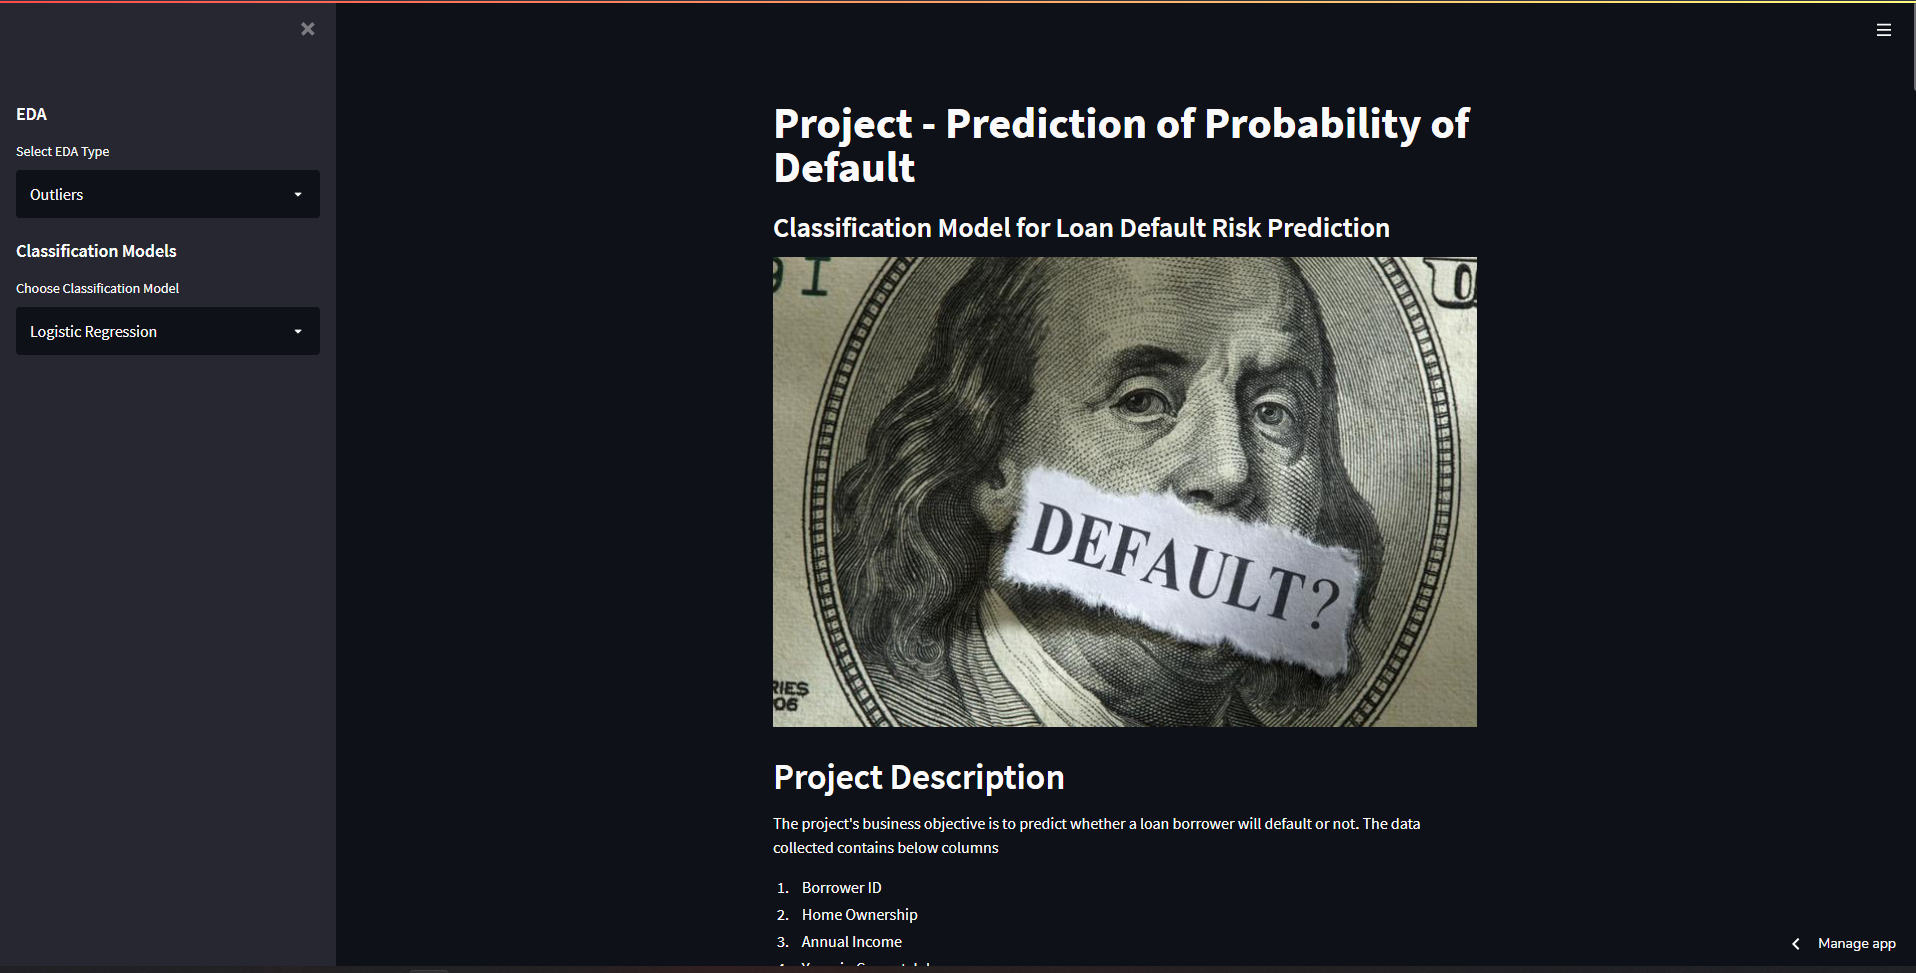 EDA
Select EDA Type
Outliers
Classification Models
Choose Classification Model
Logistic Regression
Project - Prediction of Probability of
Default
Classification Model for Loan Default Risk Prediction
DEFAULT?
Project Description
The project's business objective is to predict whether a loan borrower will default or not. The data
collected contains below columns
1. Borrower ID
2. Home Ownership
3. Annual Income
Manage app